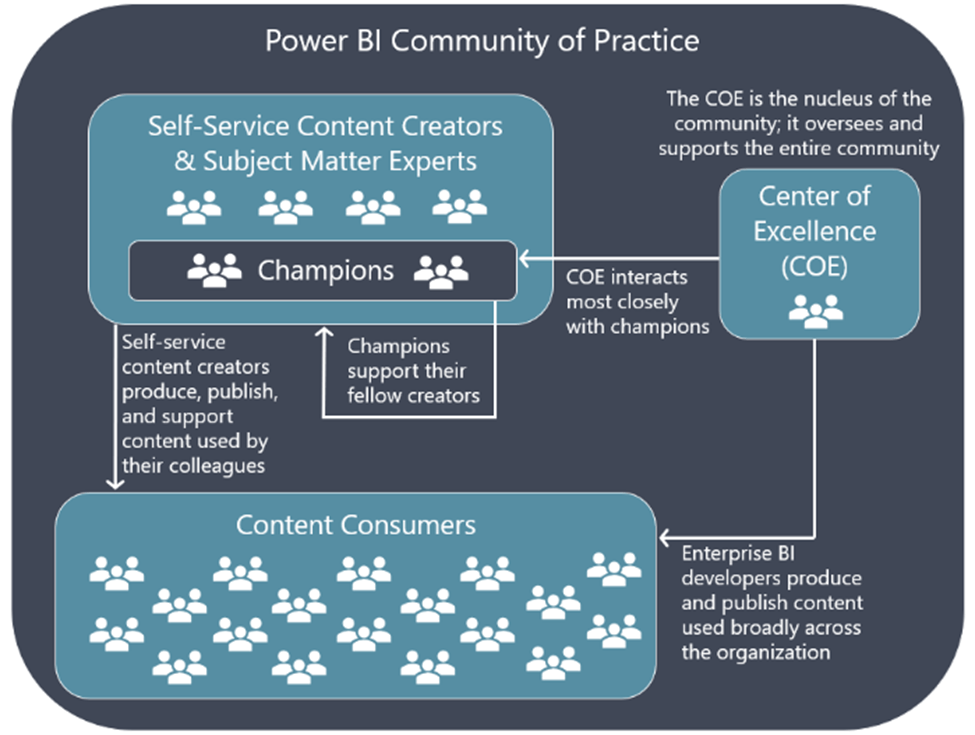 Power BI Community of Practice
Self-Service Content Creators
& Subject Matter Experts
Champions
The COE is the nucleus of the
community; it oversees and
supports the entire community
Center of
Excellence
(COE)
COE interacts
most closely
with champions
Champions
support their
fellow creators
Self-service
content creators
produce, publish,
and support
content used by
their colleagues
Content Consumers
Enterprise BI
developers produce
and publish content
used broadly across
the organization